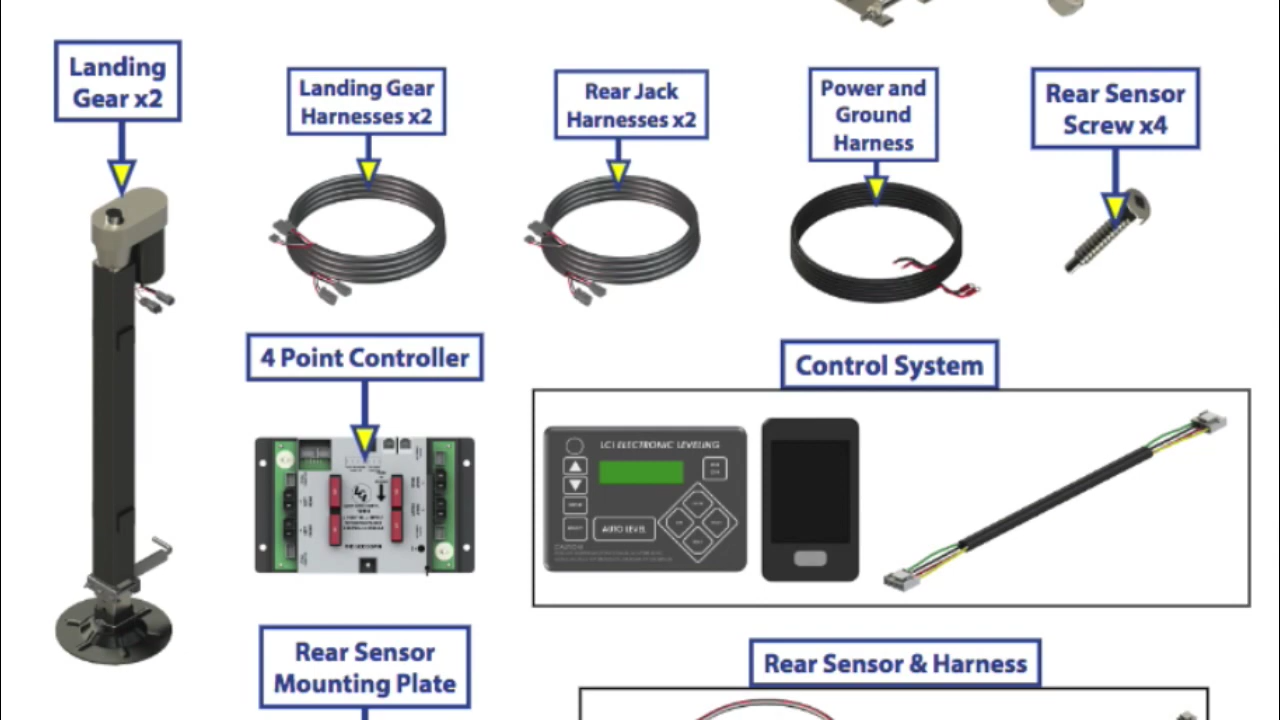 Landing
Gear x2
Landing Gear
Harnesses x2
Rear Jack
Harnesses x2
Power and
Ground
Harness
Rear Sensor
Screw x4
4 Point Controller
Control System
LCI ELECTRONIC LEVELING
AUTO LEVEL
Rear Sensor
Mounting Plate
Rear Sensor & Harness